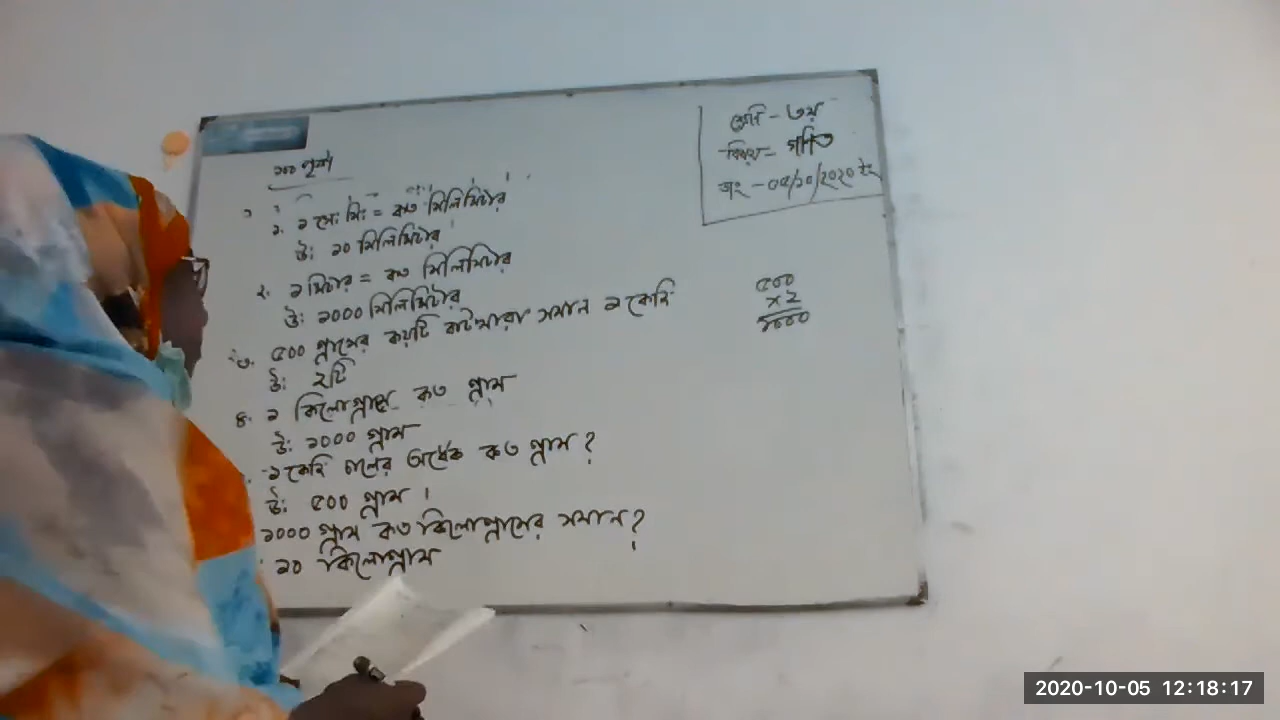 ১০০ পৃষ্ঠা
শ্রেণি - ৩য়
বিষয় - গণিত
তাং - ০৫/১০/২০২০ ইং
১. ১ সেঃ মিঃ = কত মিলিমিটার
উঃ ১০ মিলিমিটার
২. ১ মিটার = কত মিলিমিটার
উঃ ১০০০ মিলিমিটার
৩. ৫০০ গ্রামের কয়টি বাটখারা সমান ১ কেজি
উঃ ২টি
৪. ১ কিলোগ্রাম কত গ্রাম
উঃ ১০০০ গ্রাম
১ কেজি চালের অর্ধেক কত গ্রাম?
উঃ ৫০০ গ্রাম।
১০০০ গ্রাম কত কিলোগ্রামের সমান?
১০ কিলোগ্রাম
৫০০
×২
১০০০
2020-10-05 12:18:17